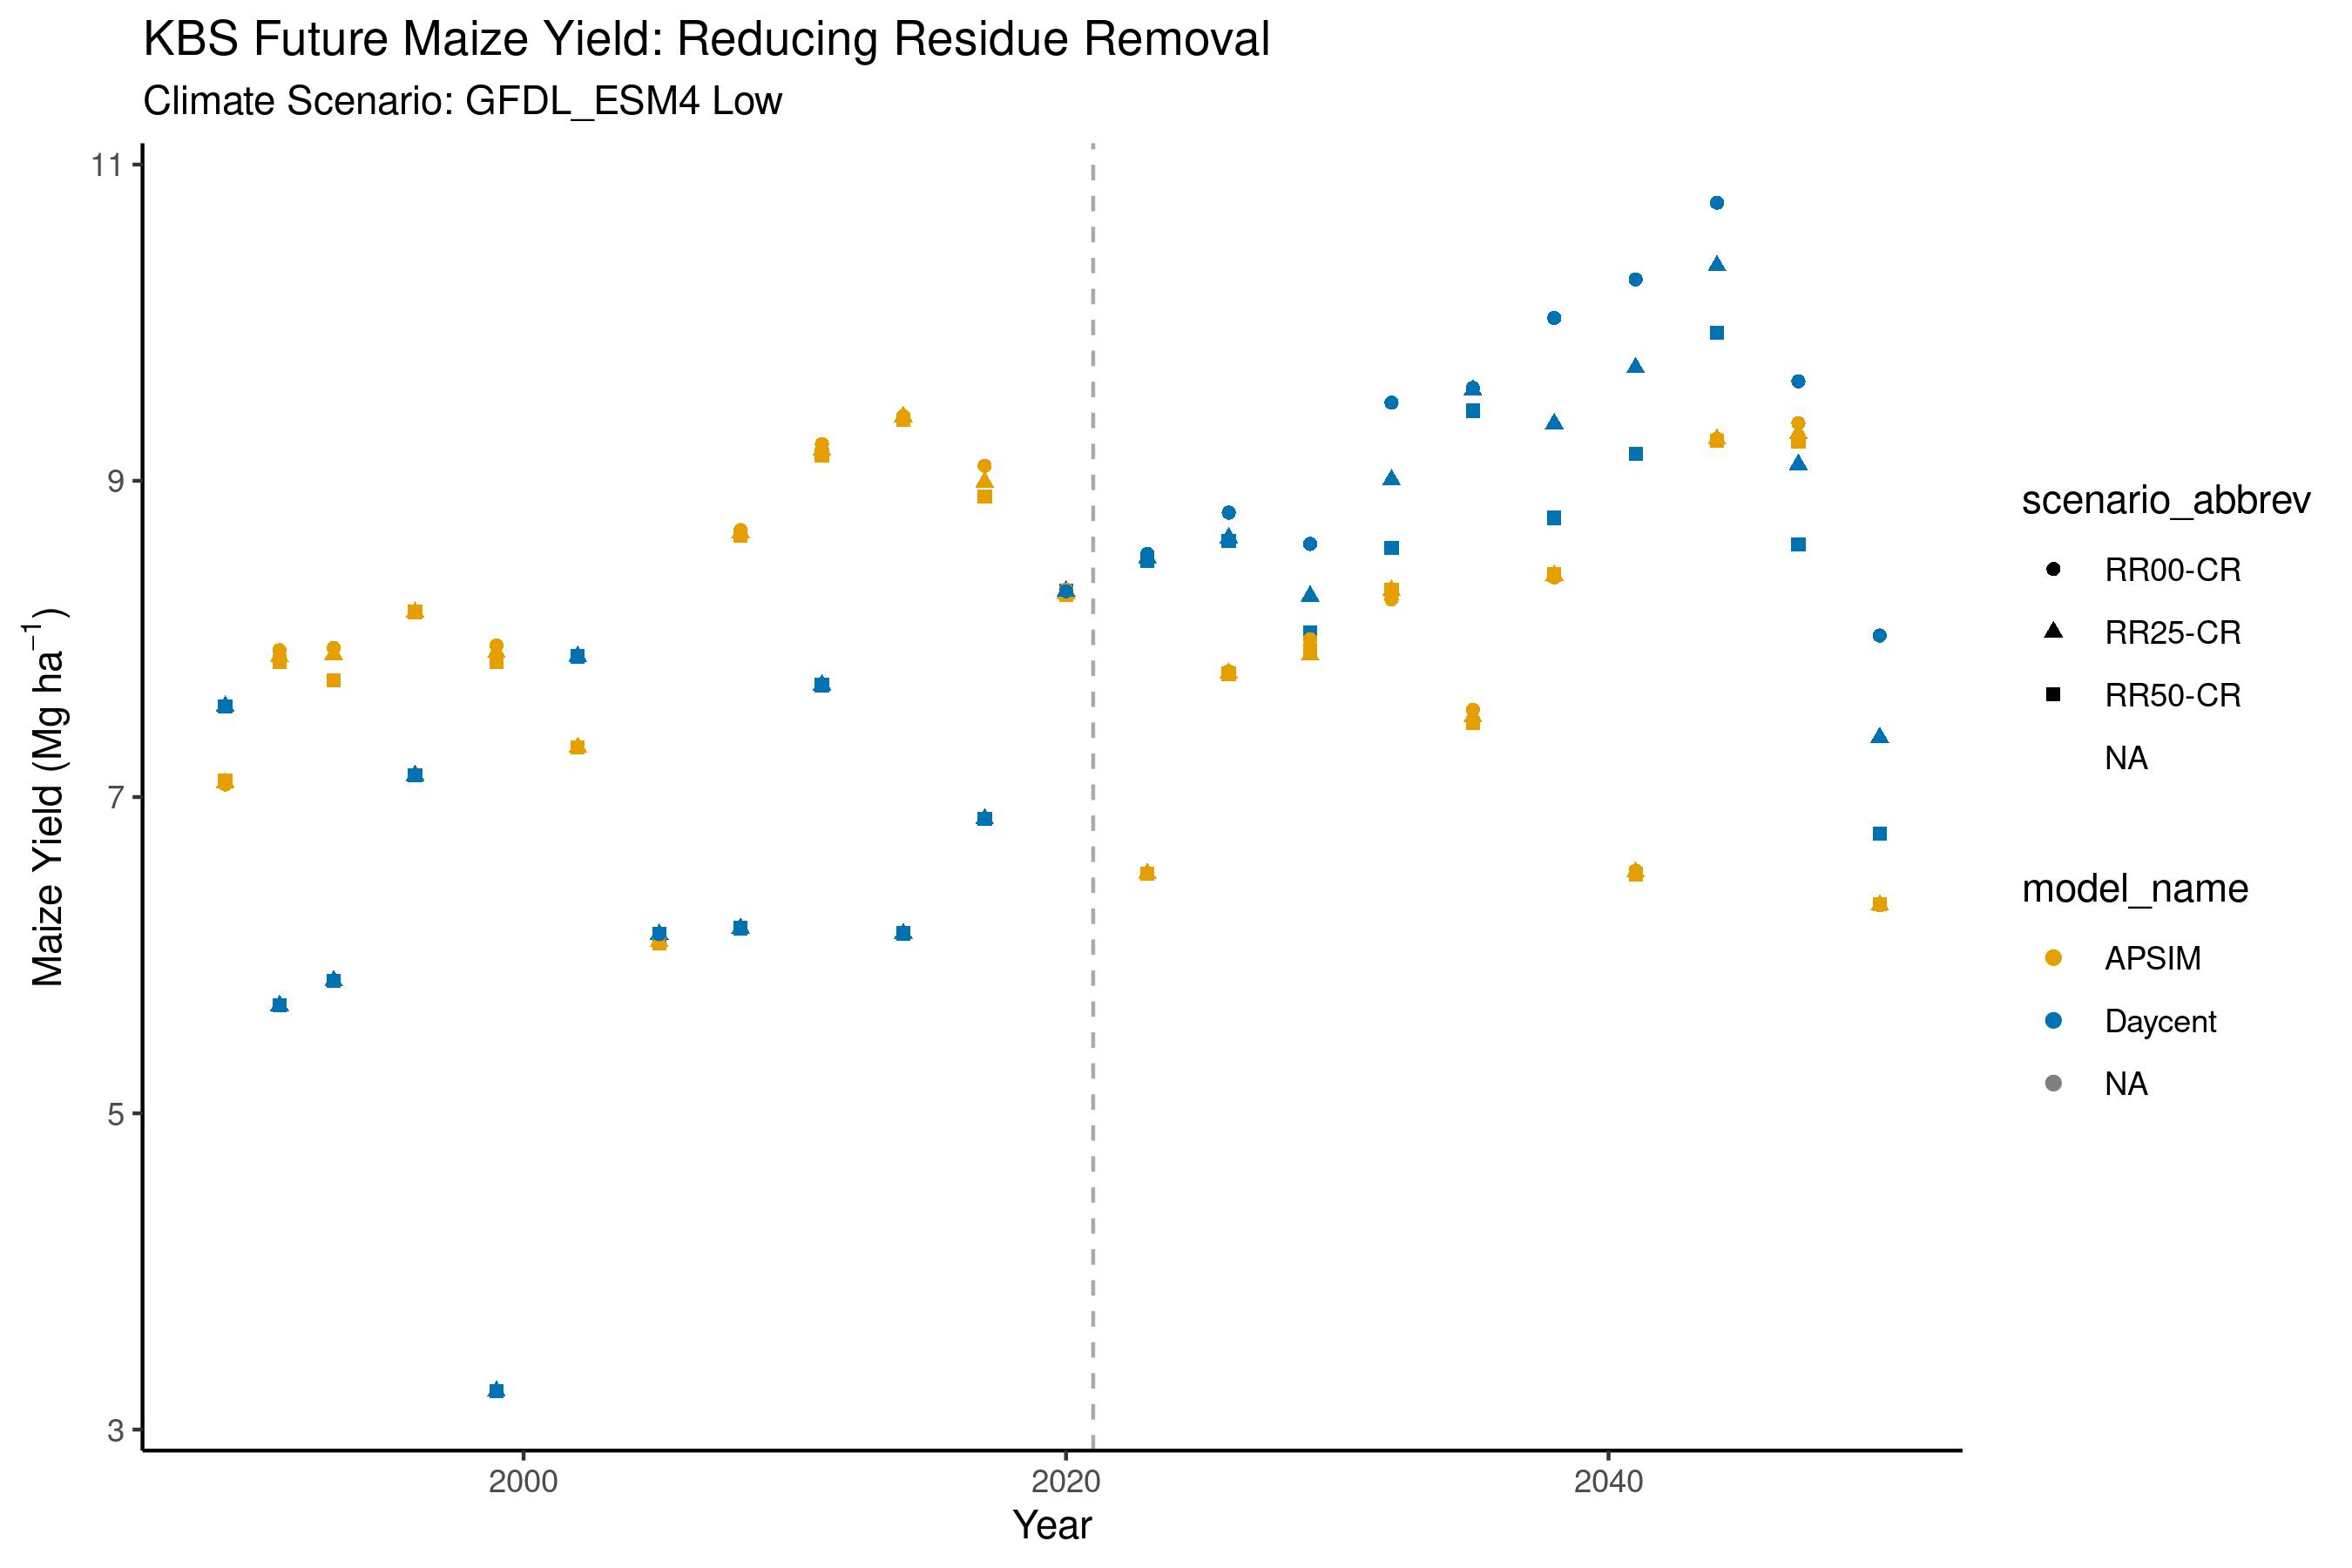 KBS Future Maize Yield: Reducing Residue Removal
Climate Scenario: GFDL_ESM4 Low
11
9
7
5
3
Maize Yield (Mg ha⁻¹)
2000
2020
2040
Year
scenario_abbrev
RR00-CR
RR25-CR
RR50-CR
NA
model_name
APSIM
Daycent
NA